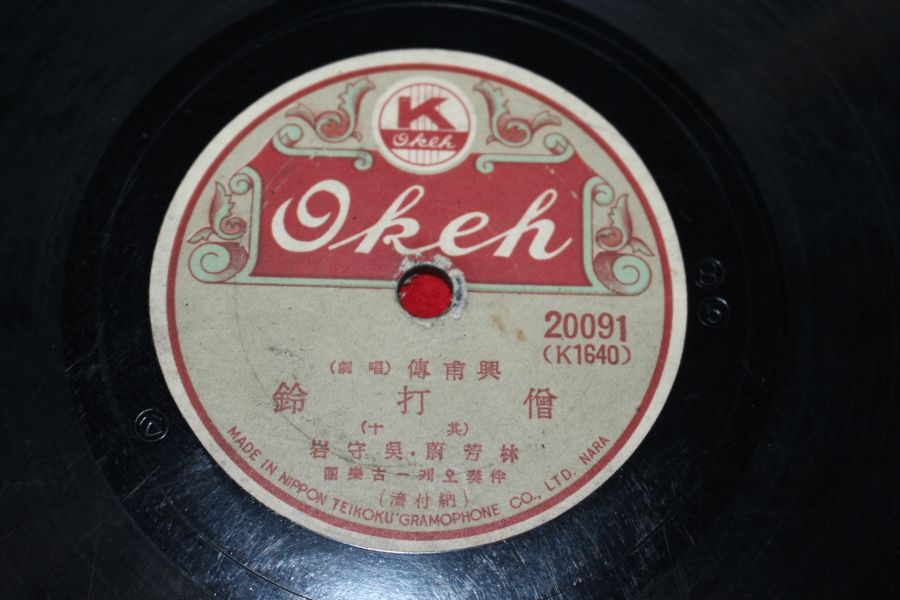 K
Okeh
Okeh
20091
(K1640)
興甫傳(唱劇)
僧打鈴
(其十)
林芳蔚·吳守岩
伴奏오케一古樂團
(納付濟)
MADE IN NIPPON TEIKOKU GRAMOPHONE CO., LTD. NARA